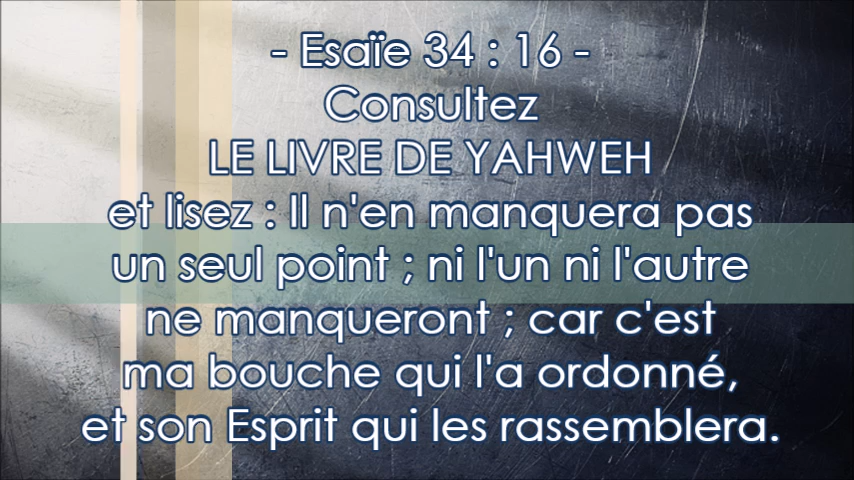 - Esaïe 34 : 16 -
Consultez
LE LIVRE DE YAHWEH
et lisez : Il n'en manquera pas
un seul point ; ni l'un ni l'autre
ne manqueront ; car c'est
ma bouche qui l'a ordonné,
et son Esprit qui les rassemblera.